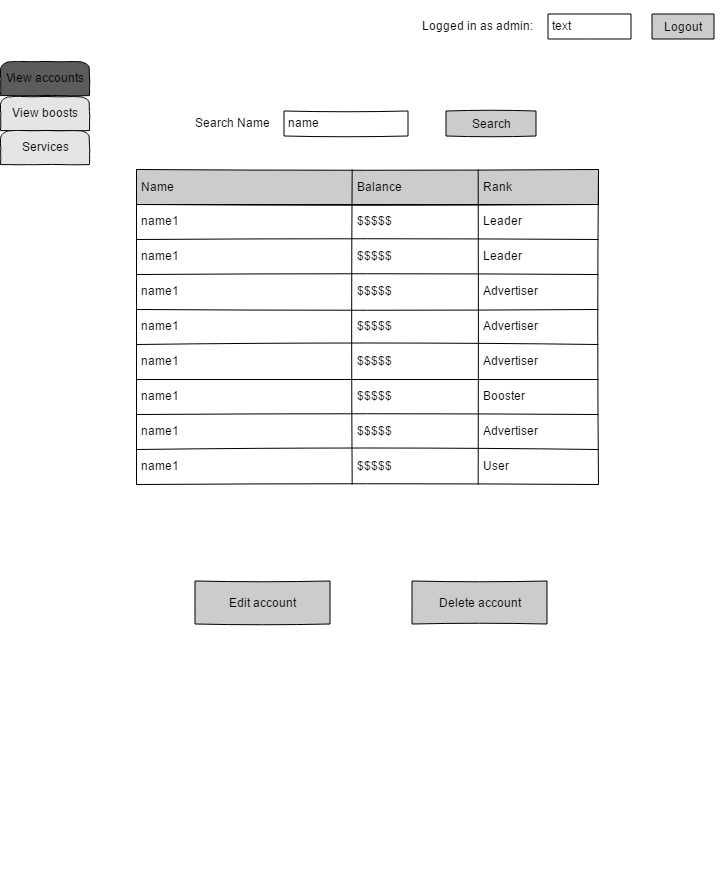 Logged in as admin: text Logout
View accounts
View boosts
Services
Search Name name Search
Name Balance Rank
name1 $$$$$ Leader
name1 $$$$$ Leader
name1 $$$$$ Advertiser
name1 $$$$$ Advertiser
name1 $$$$$ Advertiser
name1 $$$$$ Booster
name1 $$$$$ Advertiser
name1 $$$$$ User
Edit account Delete account